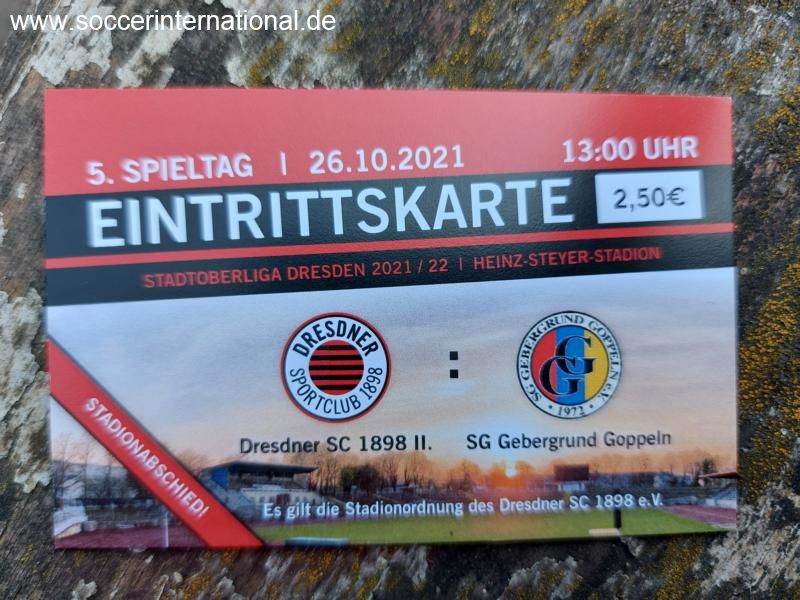 www.soccerinternational.de
5. SPIELTAG | 26.10.2021
13:00 UHR
EINTRITTSKARTE
2,50€
STADTOBERLIGA DRESDEN 2021 / 22 | HEINZ-STEYER-STADION
DRESDNER
SPORTCLUB 1898
:
SG. GEBERGRUND GOPPELN e.V.
GG
· 1972 ·
Dresdner SC 1898 II.
SG Gebergrund Goppeln
STADIONABSCHIED!
Es gilt die Stadionordnung des Dresdner SC 1898 e.V.